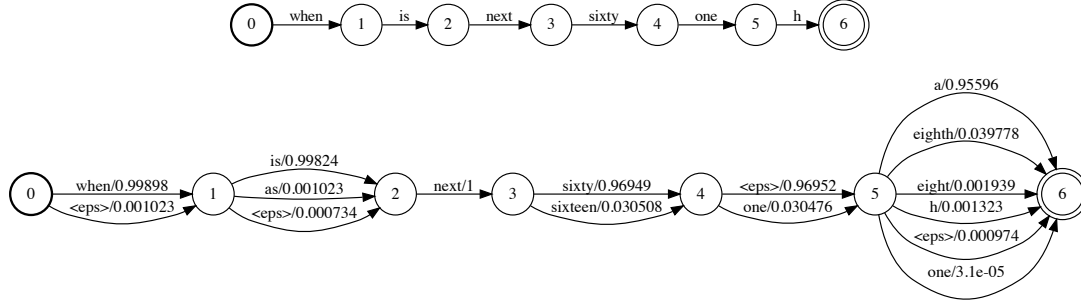 0 when 1 is 2 next 3 sixty 4 one 5 h 6
a/0.95596
eighth/0.039778
is/0.99824
0 when/0.99898 1 as/0.001023 2 next/1 3 sixty/0.96949 4 <eps>/0.96952 5 eight/0.001939 6
<eps>/0.001023 <eps>/0.000734 sixteen/0.030508 one/0.030476 h/0.001323
<eps>/0.000974
one/3.1e-05